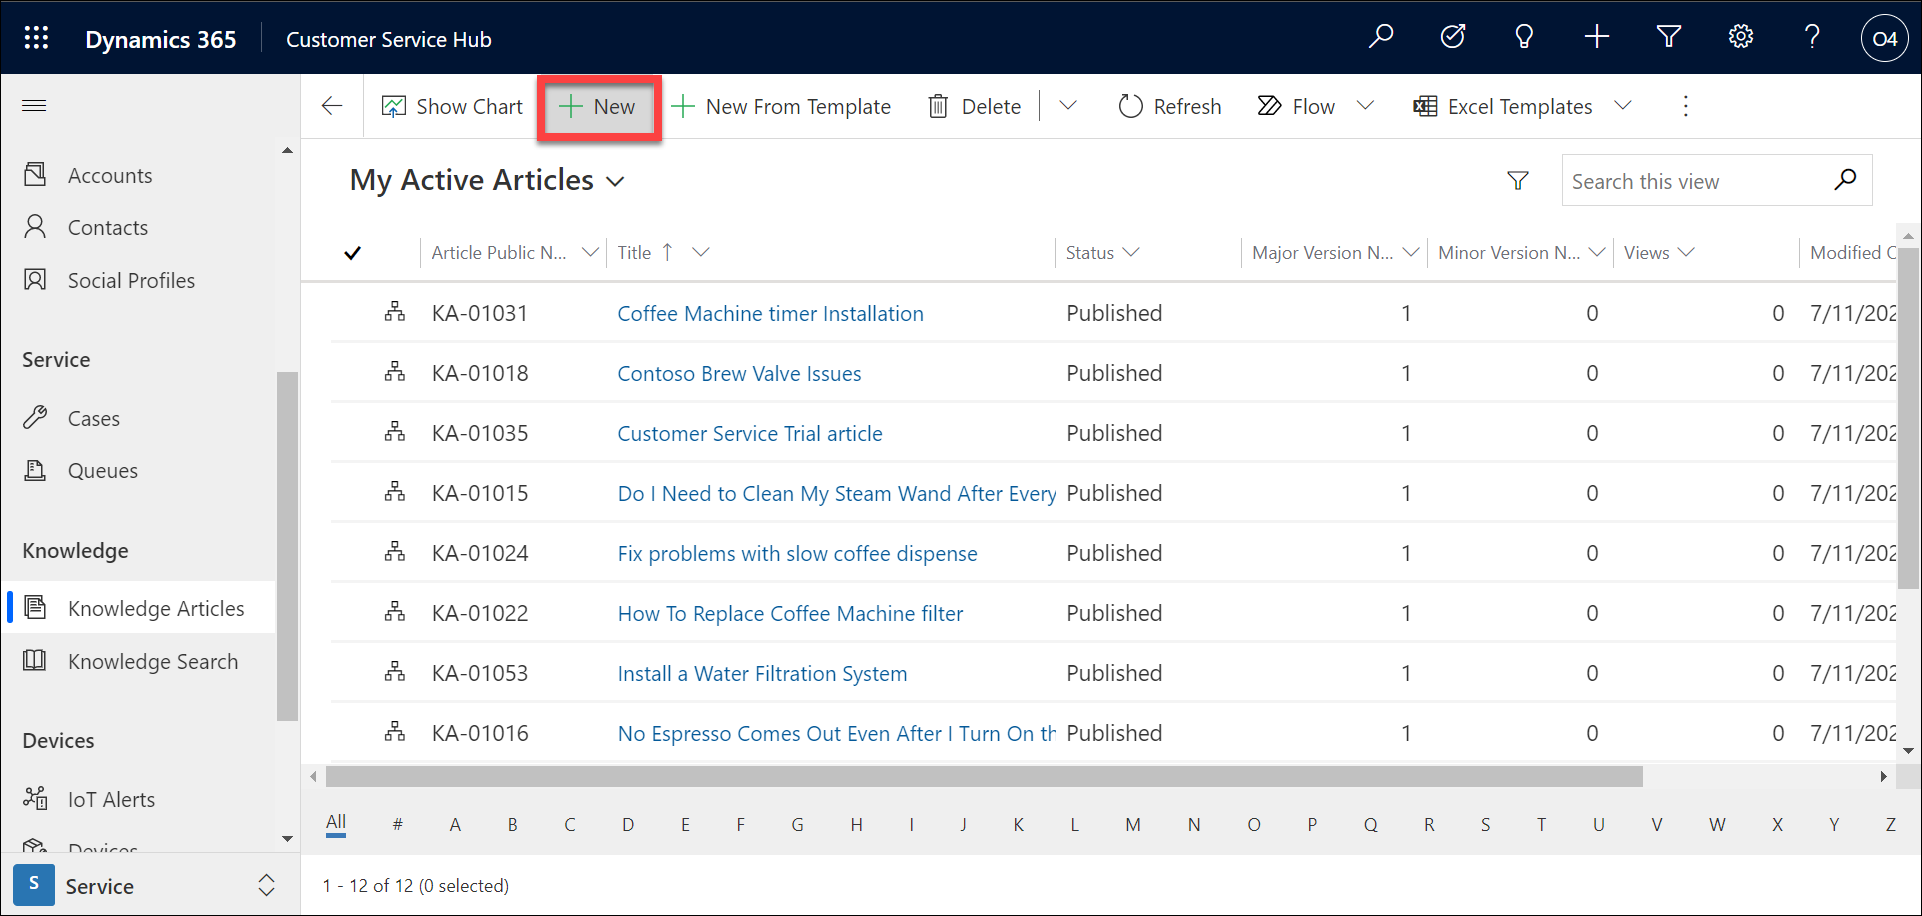 Dynamics 365 Customer Service Hub O4
Show Chart New New From Template Delete Refresh Flow Excel Templates
Accounts
Contacts
Social Profiles
Service
Cases
Queues
Knowledge
Knowledge Articles
Knowledge Search
Devices
IoT Alerts
Devices
S Service
My Active Articles Search this view
Article Public N... Title Status Major Version N... Minor Version N... Views Modified
KA-01031 Coffee Machine timer Installation Published 1 0 0 7/11/202
KA-01018 Contoso Brew Valve Issues Published 1 0 0 7/11/202
KA-01035 Customer Service Trial article Published 1 0 0 7/11/202
KA-01015 Do I Need to Clean My Steam Wand After Every Published 1 0 0 7/11/202
KA-01024 Fix problems with slow coffee dispense Published 1 0 0 7/11/202
KA-01022 How To Replace Coffee Machine filter Published 1 0 0 7/11/202
KA-01053 Install a Water Filtration System Published 1 0 0 7/11/202
KA-01016 No Espresso Comes Out Even After I Turn On th Published 1 0 0 7/11/202
All # A B C D E F G H I J K L M N O P Q R S T U V W X Y Z
1 - 12 of 12 (0 selected)